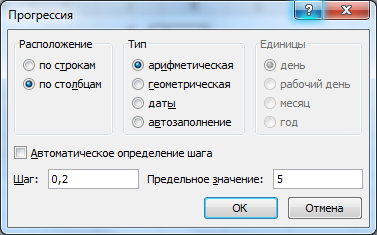 Прогрессия
Расположение
по строкам
по столбцам
Тип
арифметическая
геометрическая
даты
автозаполнение
Единицы
день
рабочий день
месяц
год
Автоматическое определение шага
Шаг: 0,2 Предельное значение: 5
ОК Отмена